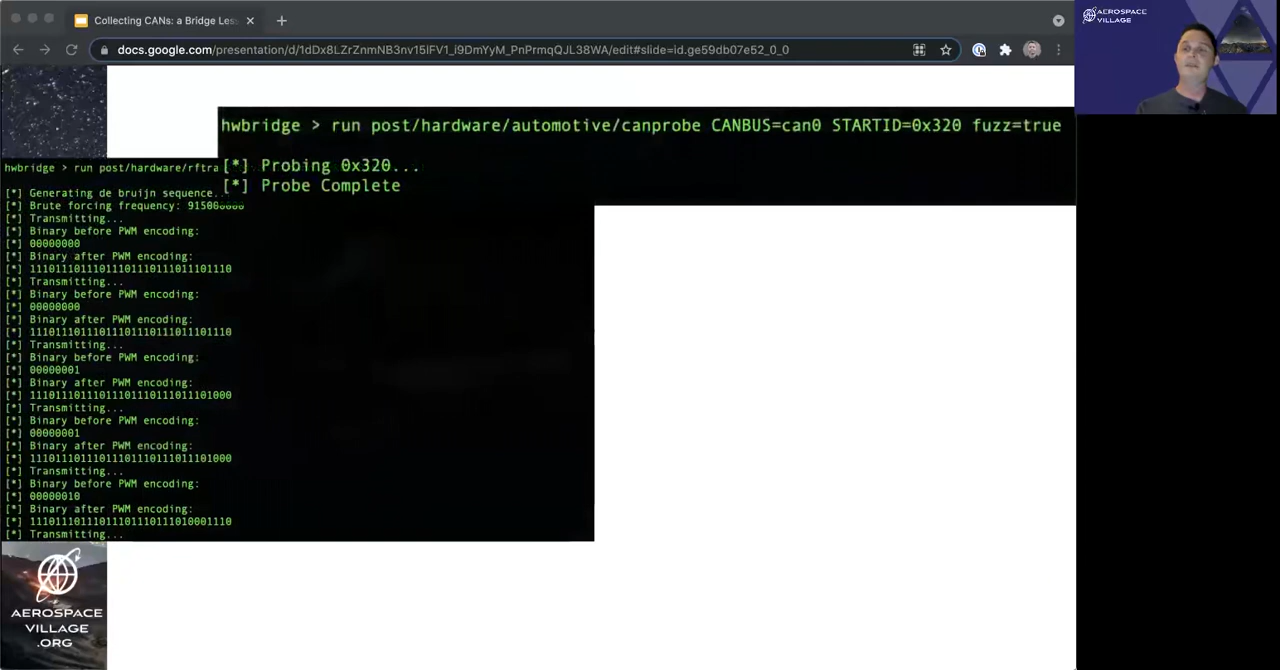 Collecting CANs: a Bridge Less
docs.google.com/presentation/d/1dDx8LZrZnmNB3nv15IFV1_i9DmYyM_PnPrmqQJL38WA/edit#slide=id.ge59db07e52_0_0
AEROSPACE
VILLAGE
hwbridge > run post/hardware/automotive/canprobe CANBUS=can0 STARTID=0x320 fuzz=true
[*] Probing 0x320...
[*] Probe Complete
hwbridge > run post/hardware/rftra
[*] Generating de bruijn sequence..
[*] Brute forcing frequency: 915000000
[*] Transmitting...
[*] Binary before PWM encoding:
[*] 00000000
[*] Binary after PWM encoding:
[*] 11101110111011101110111011101110
[*] Transmitting...
[*] Binary before PWM encoding:
[*] 00000000
[*] Binary after PWM encoding:
[*] 11101110111011101110111011101110
[*] Transmitting...
[*] Binary before PWM encoding:
[*] 00000001
[*] Binary after PWM encoding:
[*] 11101110111011101110111011101000
[*] Transmitting...
[*] Binary before PWM encoding:
[*] 00000001
[*] Binary after PWM encoding:
[*] 11101110111011101110111011101000
[*] Transmitting...
[*] Binary before PWM encoding:
[*] 00000010
[*] Binary after PWM encoding:
[*] 11101110111011101110111010001110
[*] Transmitting...
AEROSPACE
VILLAGE
.ORG